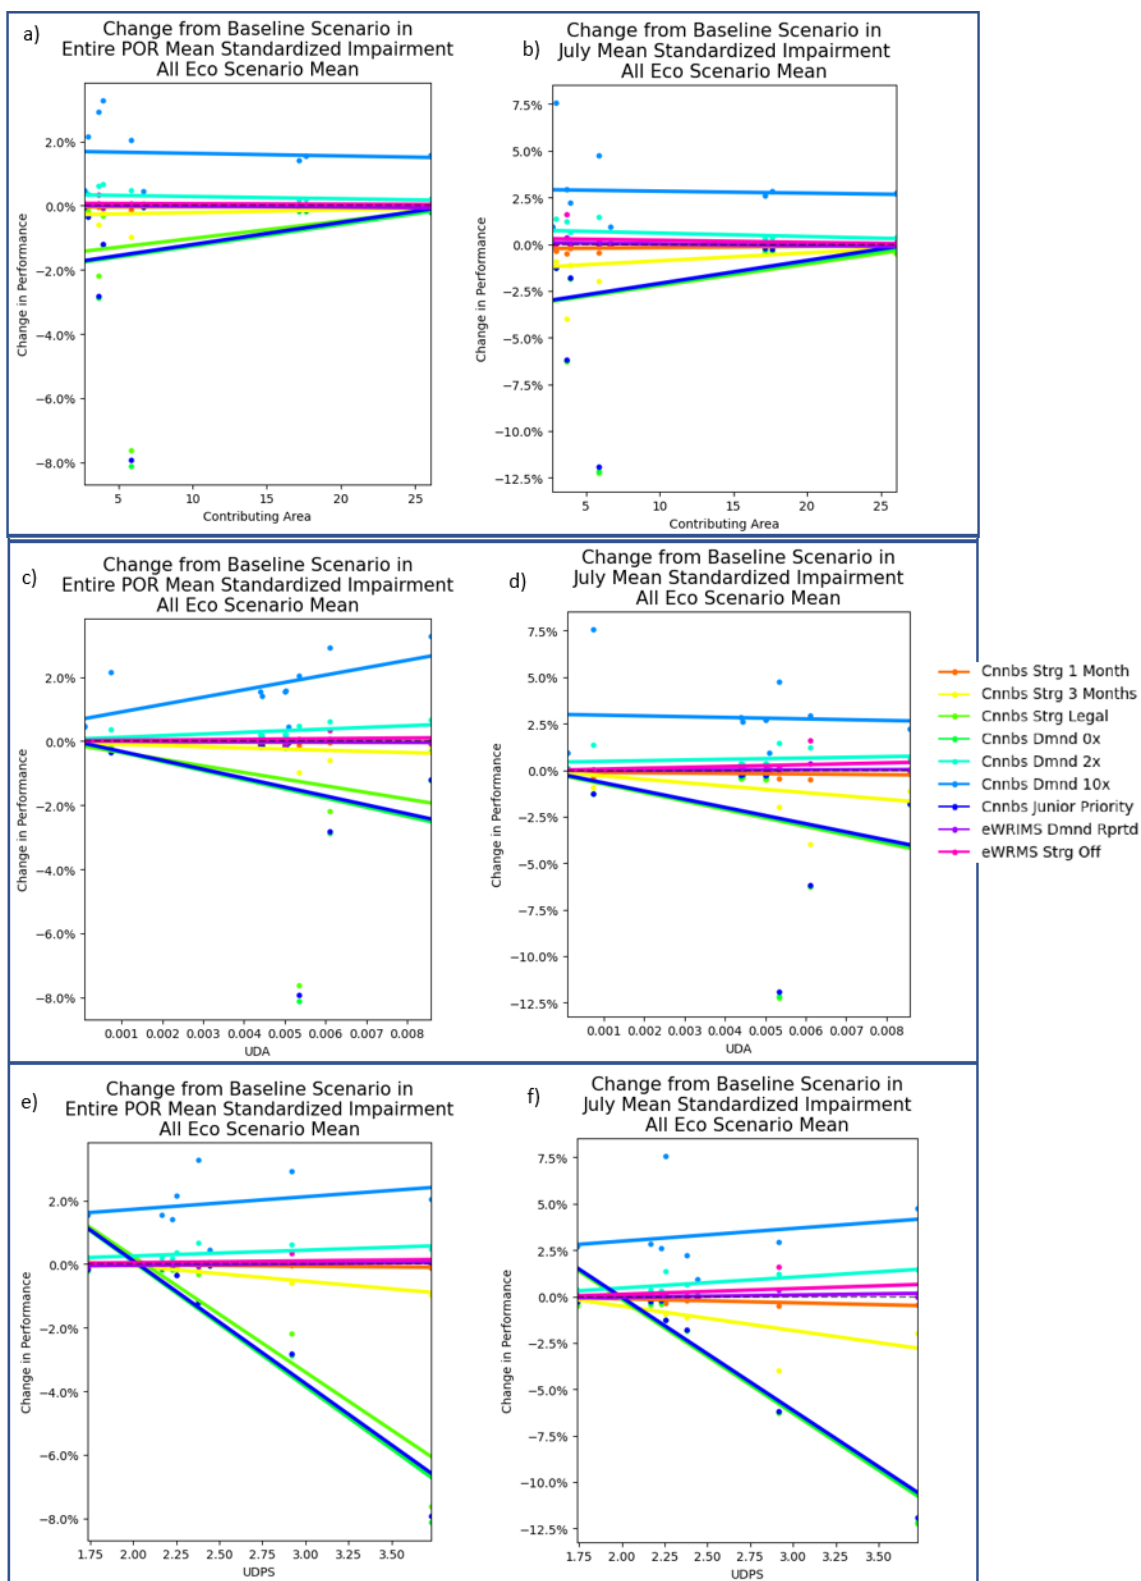 a)
Change from Baseline Scenario in
Entire POR Mean Standardized Impairment
All Eco Scenario Mean
2.0%
0.0%
−2.0%
−4.0%
−6.0%
−8.0%
Change in Performance
5
10
15
20
25
Contributing Area
b)
Change from Baseline Scenario in
July Mean Standardized Impairment
All Eco Scenario Mean
7.5%
5.0%
2.5%
0.0%
−2.5%
−5.0%
−7.5%
−10.0%
−12.5%
Change in Performance
5
10
15
20
25
Contributing Area
c)
Change from Baseline Scenario in
Entire POR Mean Standardized Impairment
All Eco Scenario Mean
2.0%
0.0%
−2.0%
−4.0%
−6.0%
−8.0%
Change in Performance
0.001 0.002 0.003 0.004 0.005 0.006 0.007 0.008
UDA
d)
Change from Baseline Scenario in
July Mean Standardized Impairment
All Eco Scenario Mean
7.5%
5.0%
2.5%
0.0%
−2.5%
−5.0%
−7.5%
−10.0%
−12.5%
Change in Performance
0.001 0.002 0.003 0.004 0.005 0.006 0.007 0.008
UDA
Cnnbs Strg 1 Month
Cnnbs Strg 3 Months
Cnnbs Strg Legal
Cnnbs Dmnd 0x
Cnnbs Dmnd 2x
Cnnbs Dmnd 10x
Cnnbs Junior Priority
eWRIMS Dmnd Rprtd
eWRMS Strg Off
e)
Change from Baseline Scenario in
Entire POR Mean Standardized Impairment
All Eco Scenario Mean
2.0%
0.0%
−2.0%
−4.0%
−6.0%
−8.0%
Change in Performance
1.75 2.00 2.25 2.50 2.75 3.00 3.25 3.50
UDPS
f)
Change from Baseline Scenario in
July Mean Standardized Impairment
All Eco Scenario Mean
7.5%
5.0%
2.5%
0.0%
−2.5%
−5.0%
−7.5%
−10.0%
−12.5%
Change in Performance
1.75 2.00 2.25 2.50 2.75 3.00 3.25 3.50
UDPS